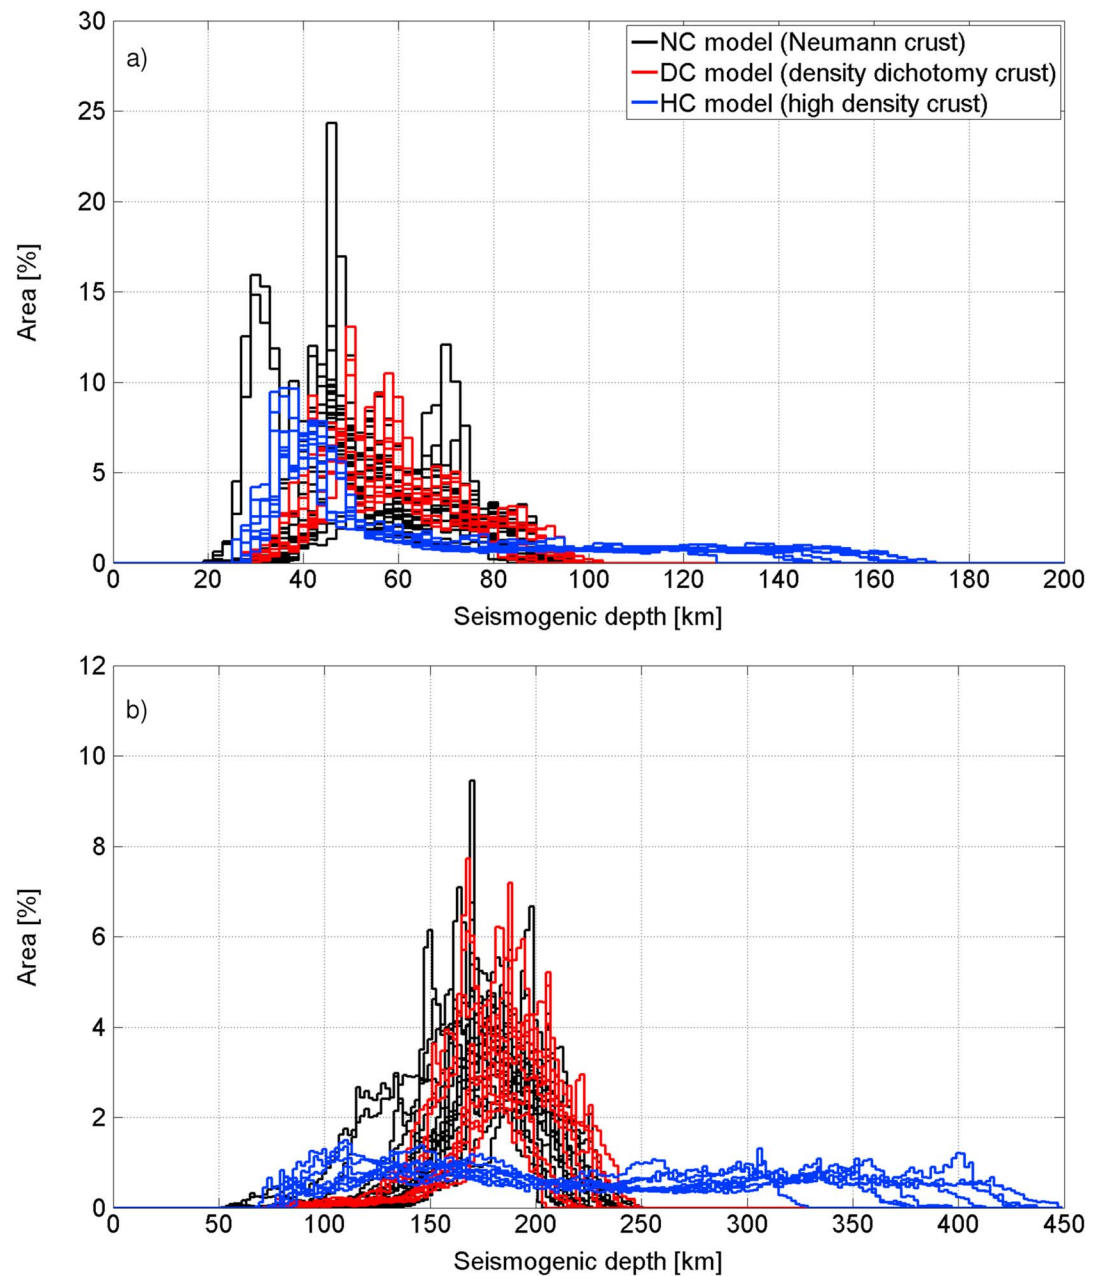 30
a)
NC model (Neumann crust)
DC model (density dichotomy crust)
HC model (high density crust)
25
20
15
10
5
0
Area [%]
0 20 40 60 80 100 120 140 160 180 200
Seismogenic depth [km]
12
b)
10
8
6
4
2
0
Area [%]
0 50 100 150 200 250 300 350 400 450
Seismogenic depth [km]